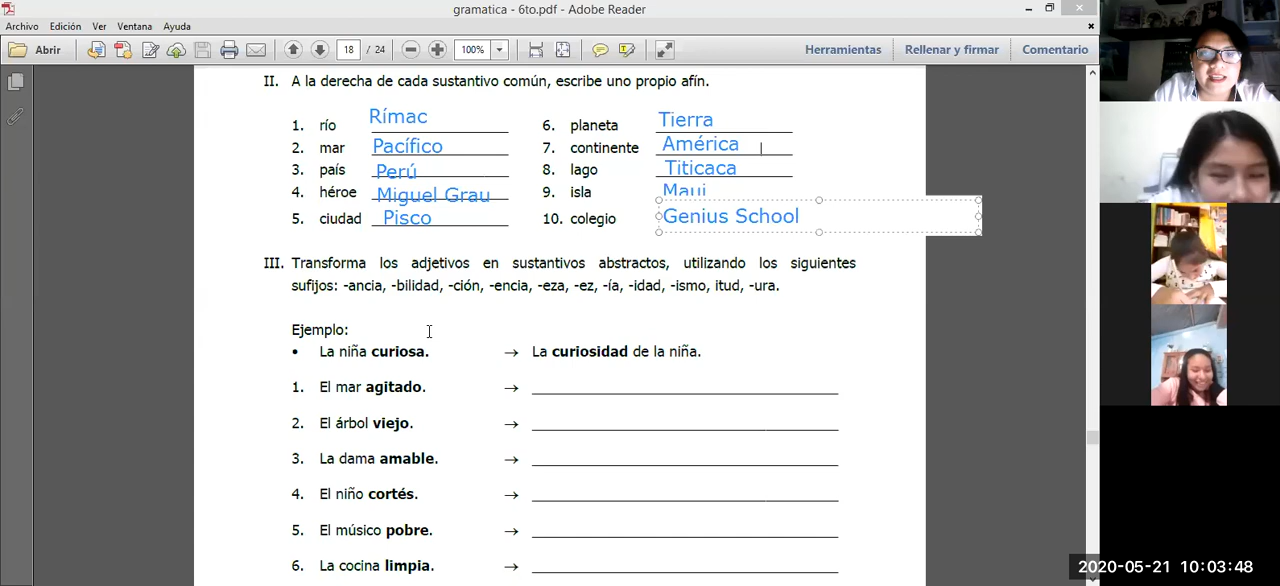 gramatica - 6to.pdf - Adobe Reader
Archivo Edición Ver Ventana Ayuda
Abrir 18 / 24 100% Herramientas Rellenar y firmar Comentario
II. A la derecha de cada sustantivo común, escribe uno propio afín.
1. río Rímac 6. planeta Tierra
2. mar Pacífico 7. continente América
3. país Perú 8. lago Titicaca
4. héroe Miguel Grau 9. isla Maui
5. ciudad Pisco 10. colegio Genius School
III. Transforma los adjetivos en sustantivos abstractos, utilizando los siguientes
sufijos: -ancia, -bilidad, -ción, -encia, -eza, -ez, -ía, -idad, -ismo, itud, -ura.
Ejemplo:
• La niña curiosa. → La curiosidad de la niña.
1. El mar agitado. →
2. El árbol viejo. →
3. La dama amable. →
4. El niño cortés. →
5. El músico pobre. →
6. La cocina limpia. →
2020-05-21 10:03:48